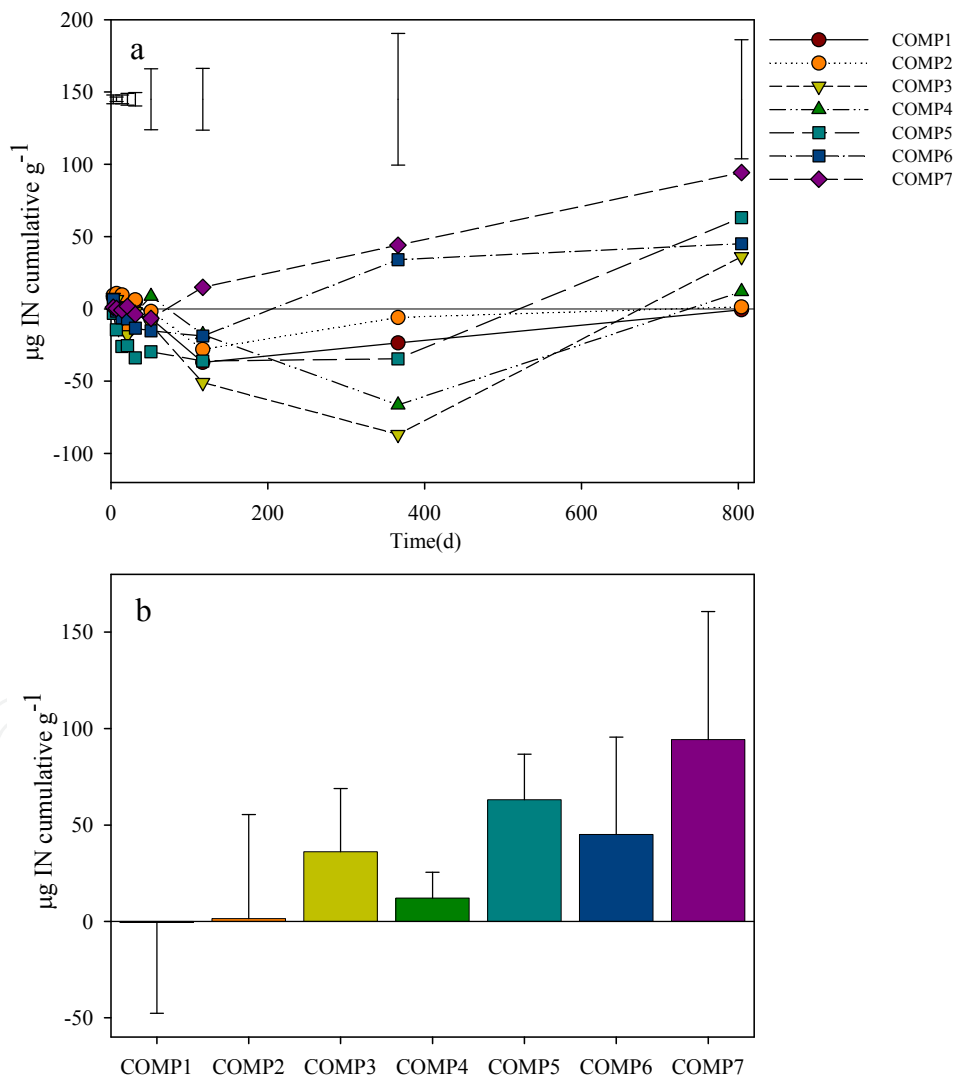 a
200
150
100
50
0
-50
-100
µg IN cumulative g-1
0 200 400 600 800
Time(d)
COMP1
COMP2
COMP3
COMP4
COMP5
COMP6
COMP7
b
150
100
50
0
-50
µg IN cumulative g-1
COMP1 COMP2 COMP3 COMP4 COMP5 COMP6 COMP7